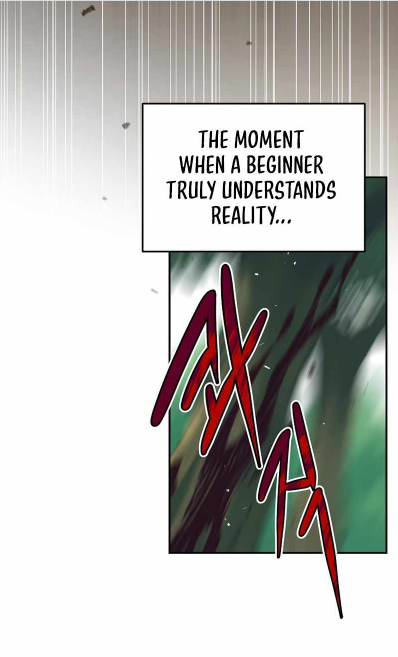 THE MOMENT
WHEN A BEGINNER
TRULY UNDERSTANDS
REALITY...